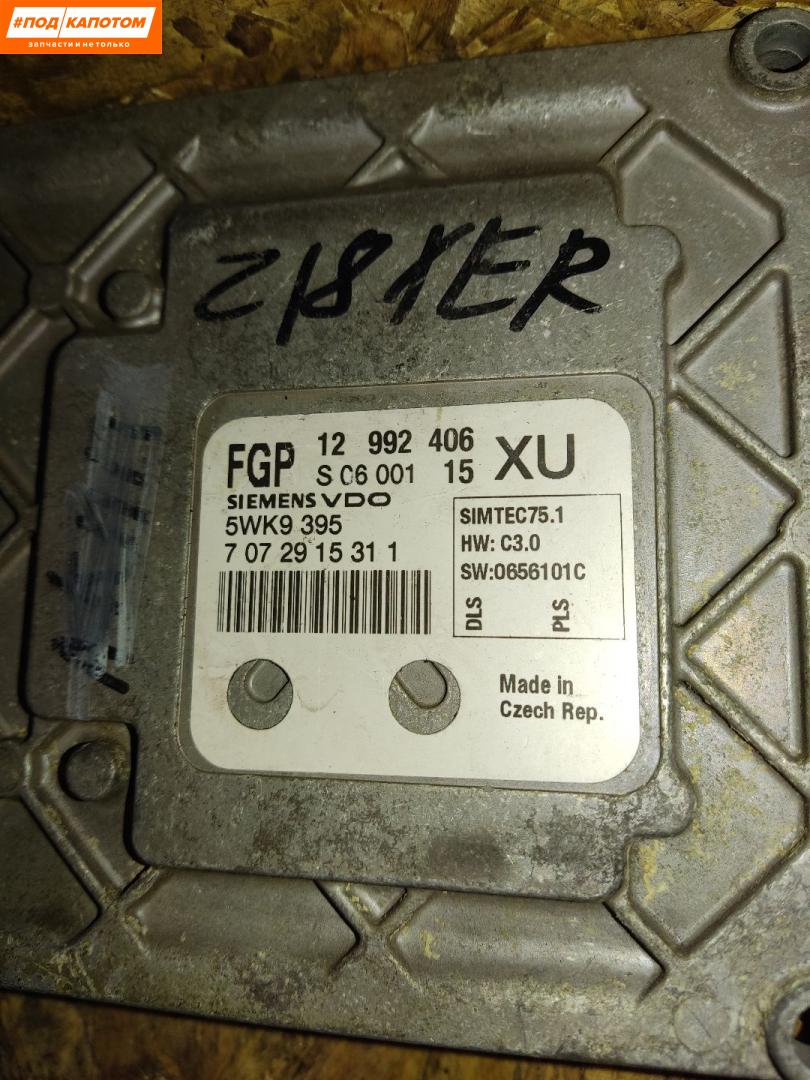 #ПОД КАПОТОМ
запчасти и не только
Z18XER
FGP 12 992 406 XU
S 06 001 15
SIEMENS VDO
5WK9 395
7 07 29 15 31 1
SIMTEC75.1
HW: C3.0
SW:0656101C
DLS PLS
Made in
Czech Rep.